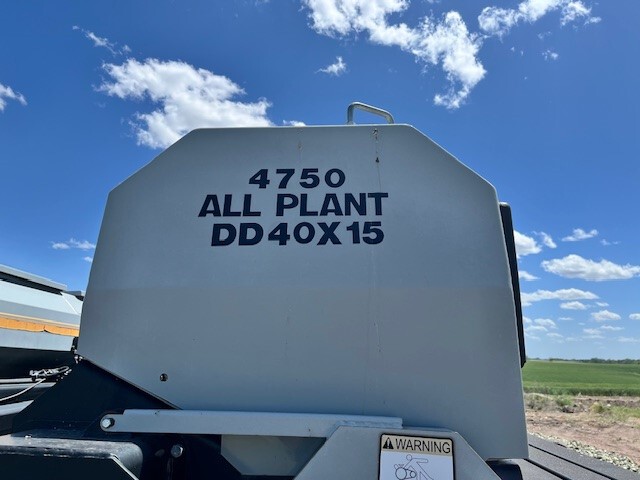 4750
ALL PLANT
DD40X15
WARNING